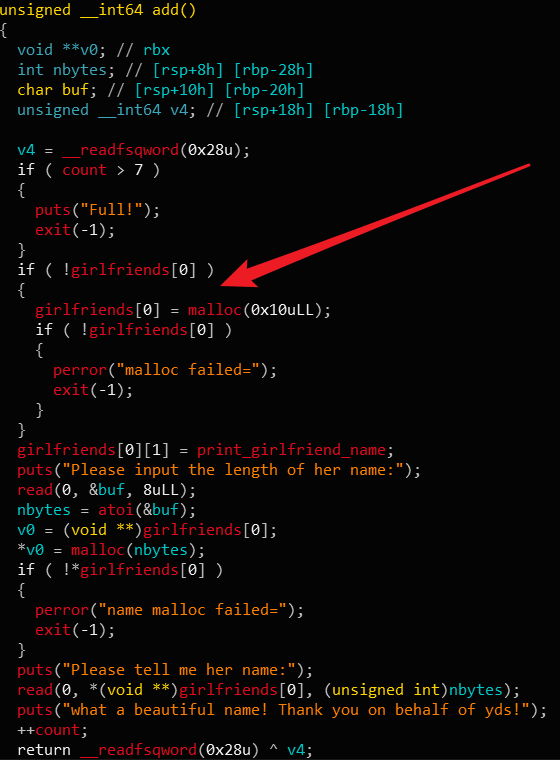 unsigned __int64 add()
{
  void **v0; // rbx
  int nbytes; // [rsp+8h] [rbp-28h]
  char buf; // [rsp+10h] [rbp-20h]
  unsigned __int64 v4; // [rsp+18h] [rbp-18h]

  v4 = __readfsqword(0x28u);
  if ( count > 7 )
  {
    puts("Full!");
    exit(-1);
  }
  if ( !girlfriends[0] )
  {
    girlfriends[0] = malloc(0x10uLL);
    if ( !girlfriends[0] )
    {
      perror("malloc failed=");
      exit(-1);
    }
  }
  girlfriends[0][1] = print_girlfriend_name;
  puts("Please input the length of her name:");
  read(0, &buf, 8uLL);
  nbytes = atoi(&buf);
  v0 = (void **)girlfriends[0];
  *v0 = malloc(nbytes);
  if ( !*girlfriends[0] )
  {
    perror("name malloc failed=");
    exit(-1);
  }
  puts("Please tell me her name:");
  read(0, *(void **)girlfriends[0], (unsigned int)nbytes);
  puts("what a beautiful name! Thank you on behalf of yds!");
  ++count;
  return __readfsqword(0x28u) ^ v4;